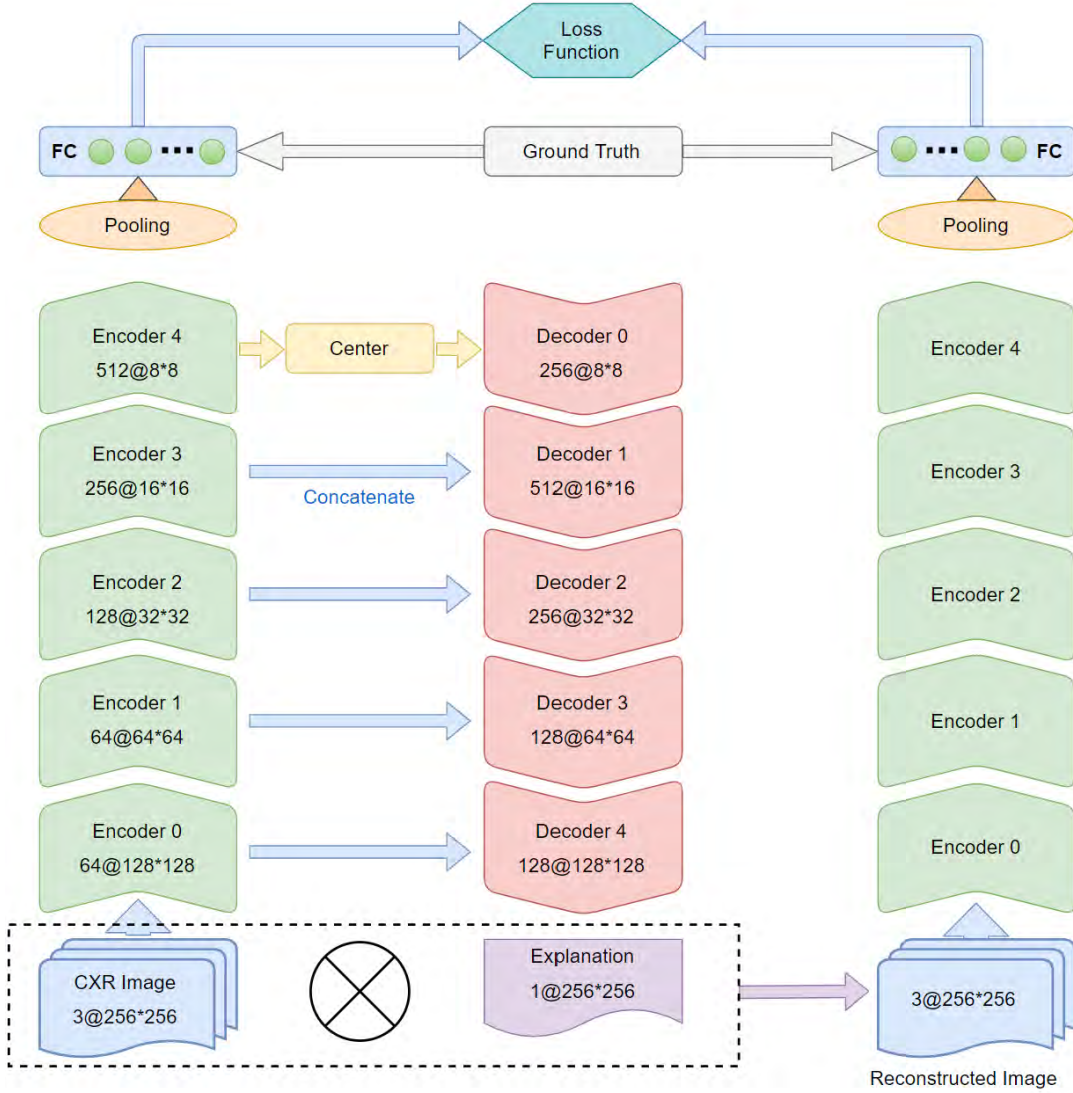 Loss
Function
FC
Ground Truth
FC
Pooling
Pooling
Encoder 4
512@8*8
Center
Decoder 0
256@8*8
Encoder 4
Encoder 3
256@16*16
Concatenate
Decoder 1
512@16*16
Encoder 3
Encoder 2
128@32*32
Decoder 2
256@32*32
Encoder 2
Encoder 1
64@64*64
Decoder 3
128@64*64
Encoder 1
Encoder 0
64@128*128
Decoder 4
128@128*128
Encoder 0
CXR Image
3@256*256
Explanation
1@256*256
3@256*256
Reconstructed Image